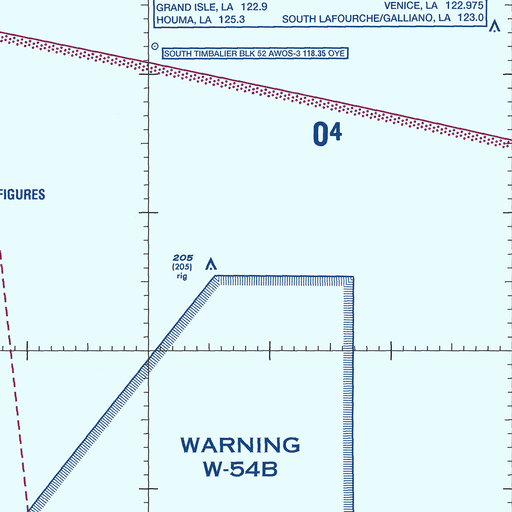 GRAND ISLE, LA 122.9 VENICE, LA 122.975
HOUMA, LA 125.3 SOUTH LAFOURCHE/GALLIANO, LA 123.0
SOUTH TIMBALIER BLK 52 AWOS-3 118.35 OYE
04
FIGURES
205
(205)
rig
WARNING
W-54B